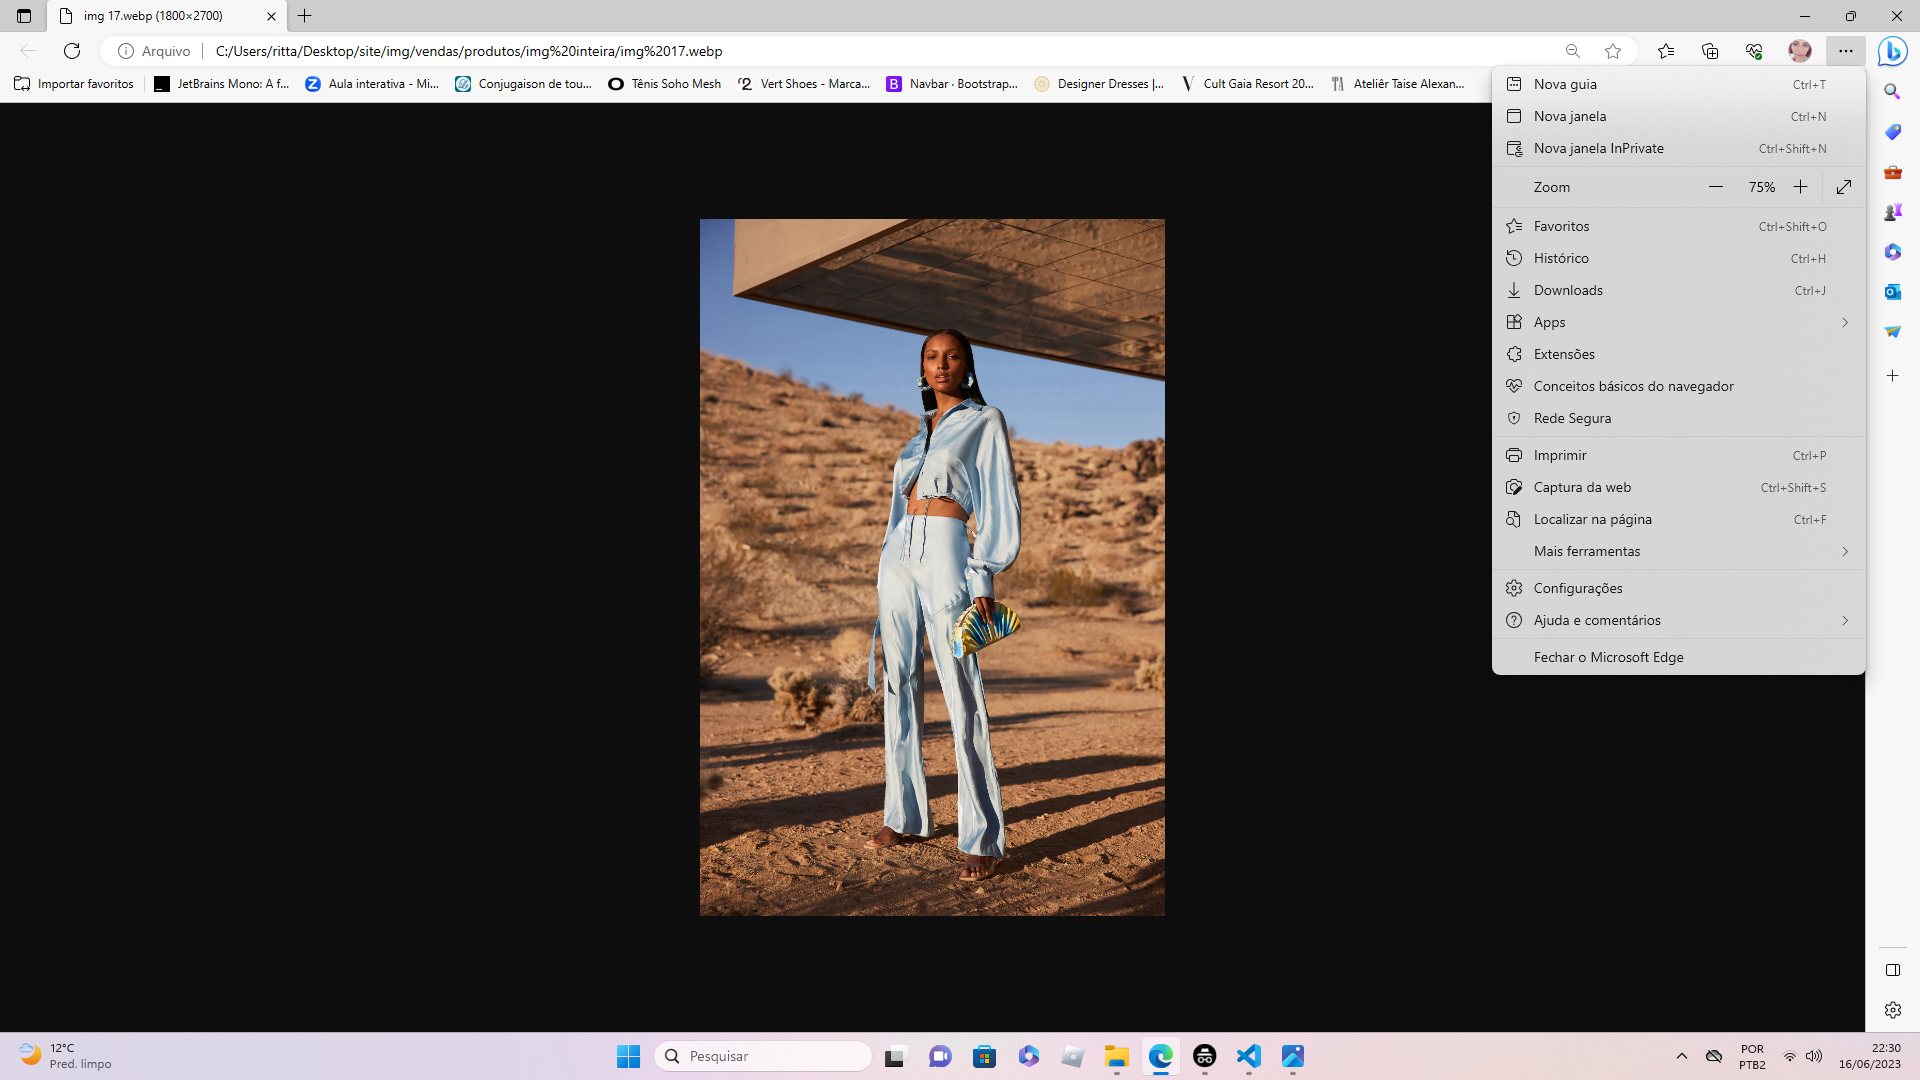 img 17.webp (1800×2700)
Arquivo
C:/Users/ritta/Desktop/site/img/vendas/produtos/img%20inteira/img%2017.webp
Importar favoritos
JetBrains Mono: A f...
Aula interativa - Mi...
Conjugaison de tou...
Tênis Soho Mesh
Vert Shoes - Marca...
Navbar · Bootstrap...
Designer Dresses |...
Cult Gaia Resort 20...
Ateliêr Taise Alexan...
Nova guia Ctrl+T
Nova janela Ctrl+N
Nova janela InPrivate Ctrl+Shift+N
Zoom 75%
Favoritos Ctrl+Shift+O
Histórico Ctrl+H
Downloads Ctrl+J
Apps
Extensões
Conceitos básicos do navegador
Rede Segura
Imprimir Ctrl+P
Captura da web Ctrl+Shift+S
Localizar na página Ctrl+F
Mais ferramentas
Configurações
Ajuda e comentários
Fechar o Microsoft Edge
12°C
Pred. limpo
Pesquisar
POR
PTB2
22:30
16/06/2023